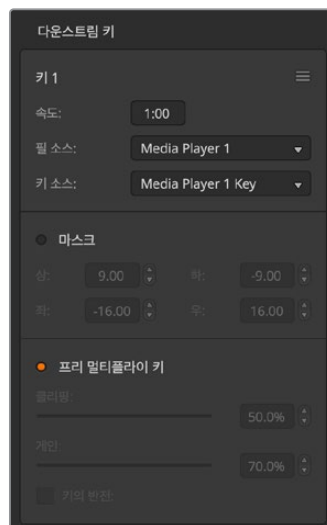 다운스트림 키
키 1
속도: 1:00
필 소스: Media Player 1
키 소스: Media Player 1 Key
마스크
상: 9.00 하: -9.00
좌: -16.00 우: 16.00
프리 멀티플라이 키
클리핑:
50.0%
게인:
70.0%
키의 반전: